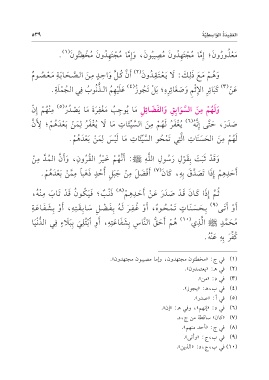 العقيدة الواسطيّة
٥٣٩
مَعْذُورُونَ؛ إِمَّا مُجْتَهِدُونَ مُصِيبُونَ، وَإِمَّا مُجْتَهِدُونَ مُخْطِئُونَ(١).
وَهُمْ مَعَ ذَلِكَ: لَا يَعْتَقِدُونَ(٢) أَنَّ كُلَّ وَاحِدٍ مِنَ الصَّحَابَةِ مَعْصُومٌ
عَنْ(٣) كَبَائِرِ الإِثْمِ وَصَغَائِرِهِ؛ بَلْ تَجُوزُ(٤) عَلَيْهِمُ الذُّنُوبُ فِي الجُمْلَةِ.
وَلَهُمْ مِنَ السَّوَابِقِ وَالفَضَائِلِ مَا يُوجِبُ مَغْفِرَةَ مَا يَصْدُرُ(٥) مِنْهُمْ إِنْ
صَدَرَ، حَتَّى إِنَّهُ(٦) يُغْفَرُ لَهُمْ مِنَ السَّيِّئَاتِ مَا لَا يُغْفَرُ لِمَنْ بَعْدَهُمْ؛ لِأَنَّ
لَهُمْ مِنَ الحَسَنَاتِ الَّتِي تَمْحُو السَّيِّئَاتِ مَا لَيْسَ لِمَنْ بَعْدَهُمْ.
وَقَدْ ثَبَتَ بِقَوْلِ رَسُولِ اللَّهِ ﷺ: أَنَّهُمْ خَيْرُ القُرُونِ، وَأَنَّ المُدَّ مِنْ
أَحَدِهِمْ إِذَا تَصَدَّقَ بِهِ، كَانَ(٧) أَفْضَلَ مِنْ جَبَلِ أُحُدٍ ذَهَباً مِمَّنْ بَعْدَهُمْ.
ثُمَّ إِذَا كَانَ قَدْ صَدَرَ عَنْ أَحَدِهِمْ(٨) ذَنْبٌ؛ فَيَكُونُ قَدْ تَابَ مِنْهُ،
أَوْ أَتَى(٩) بِحَسَنَاتٍ تَمْحُوهُ، أَوْ غُفِرَ لَهُ بِفَضْلِ سَابِقَتِهِ، أَوْ بِشَفَاعَةِ
مُحَمَّدٍ ﷺ الَّذِي(١٠) هُمْ أَحَقُّ النَّاسِ بِشَفَاعَتِهِ، أَوِ ابْتُلِيَ بِبَلَاءٍ فِي الدُّنْيَا
كُفِّرَ بِهِ عَنْهُ.
(١) في ج: «مخطئون مجتهدون، وإما مصيبون مجتهدون».
(٢) في هـ: «يعتمدون».
(٣) في د: «من».
(٤) في ب،هـ: «يجوز».
(٥) في أ: «صدر».
(٦) في د: «إنهم»، وفي هـ: «إن».
(٧) «كان» ساقطة من ج،د.
(٨) في ج: «أحد منهم».
(٩) في ب،ج: «وأتى».
(١٠) في ب،ج،د: «الذين».